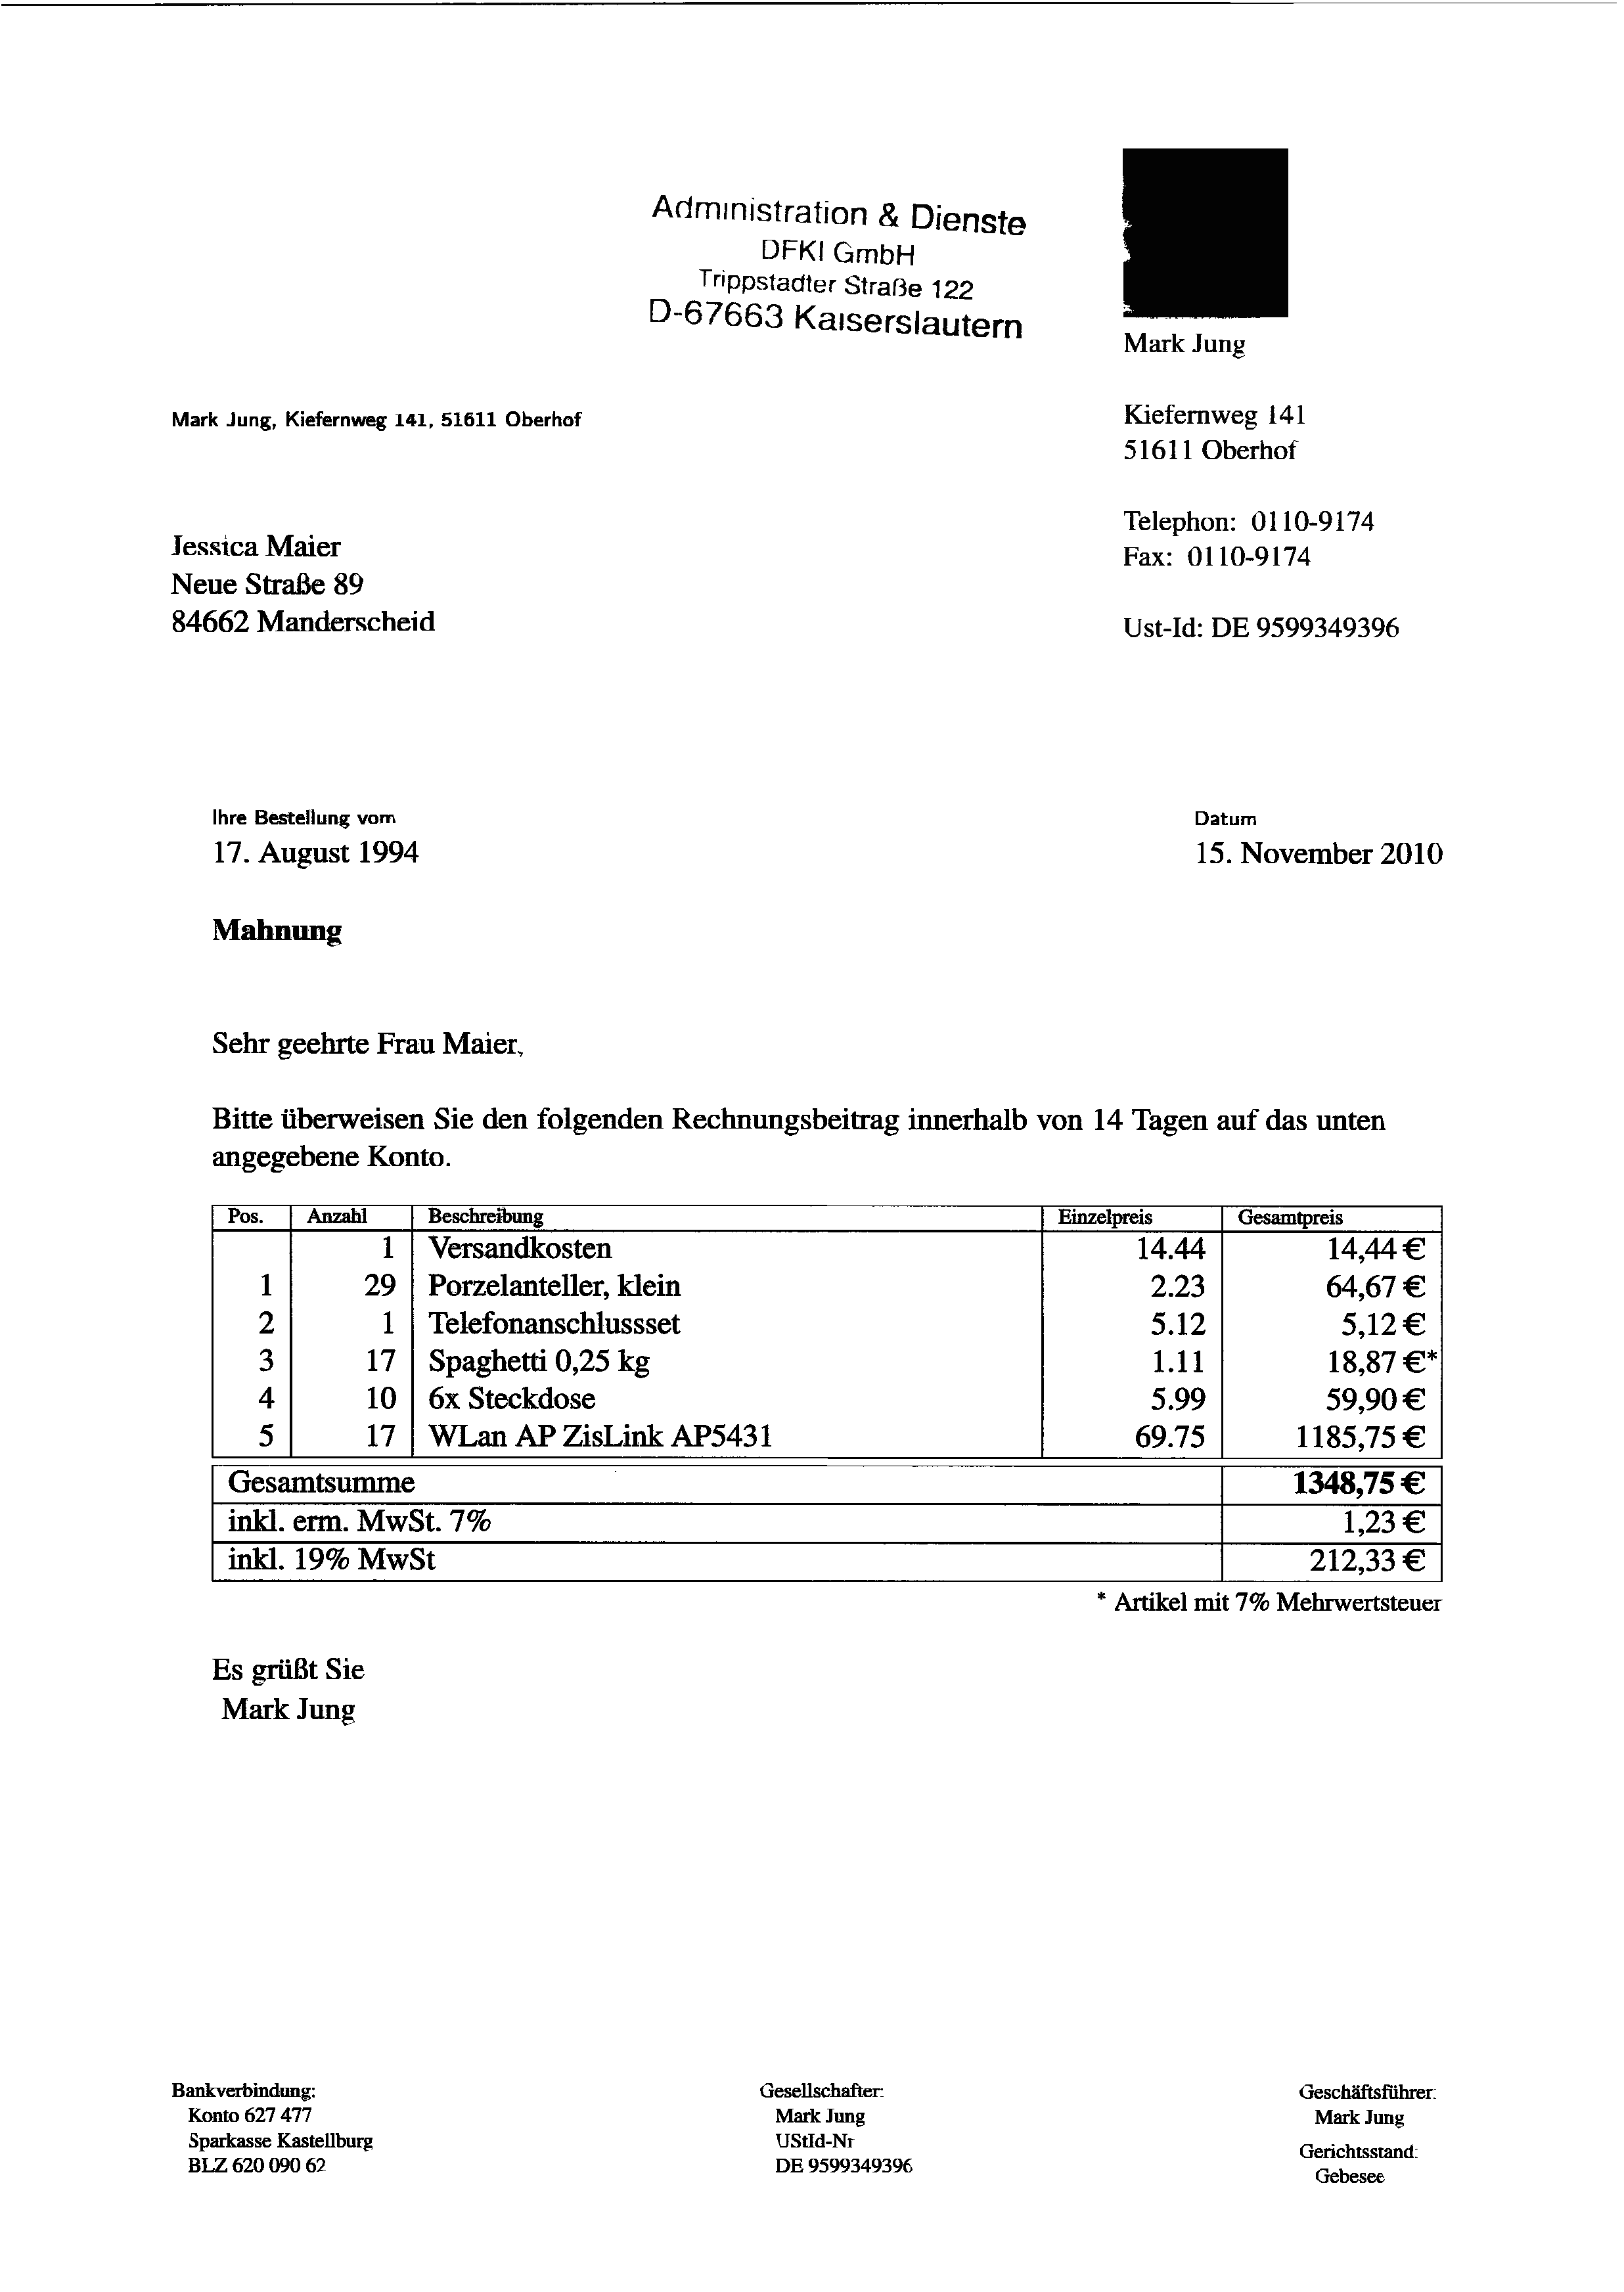 Administration & Dienste
DFKI GmbH
Trippstadter Straße 122
D-67663 Kaiserslautern
Mark Jung
Mark Jung, Kiefernweg 141, 51611 Oberhof
Kiefernweg 141
51611 Oberhof
Telephon: 0110-9174
Fax: 0110-9174
Ust-Id: DE 9599349396
Jessica Maier
Neue Straße 89
84662 Manderscheid
Ihre Bestellung vom
17. August 1994
Datum
15. November 2010
Mahnung
Sehr geehrte Frau Maier,
Bitte überweisen Sie den folgenden Rechnungsbeitrag innerhalb von 14 Tagen auf das unten
angegebene Konto.
Pos. Anzahl Beschreibung Einzelpreis Gesamtpreis
1 Versandkosten 14.44 14,44 €
1 29 Porzelanteller, klein 2.23 64,67 €
2 1 Telefonanschlussset 5.12 5,12 €
3 17 Spaghetti 0,25 kg 1.11 18,87 €*
4 10 6x Steckdose 5.99 59,90 €
5 17 WLan AP ZisLink AP5431 69.75 1185,75 €
Gesamtsumme 1348,75 €
inkl. erm. MwSt. 7% 1,23 €
inkl. 19% MwSt 212,33 €
* Artikel mit 7% Mehrwertsteuer
Es grüßt Sie
Mark Jung
Bankverbindung:
Konto 627 477
Sparkasse Kastellburg
BLZ 620 090 62
Gesellschafter:
Mark Jung
UStId-Nr
DE 9599349396
Geschäftsführer:
Mark Jung
Gerichtsstand:
Gebesee